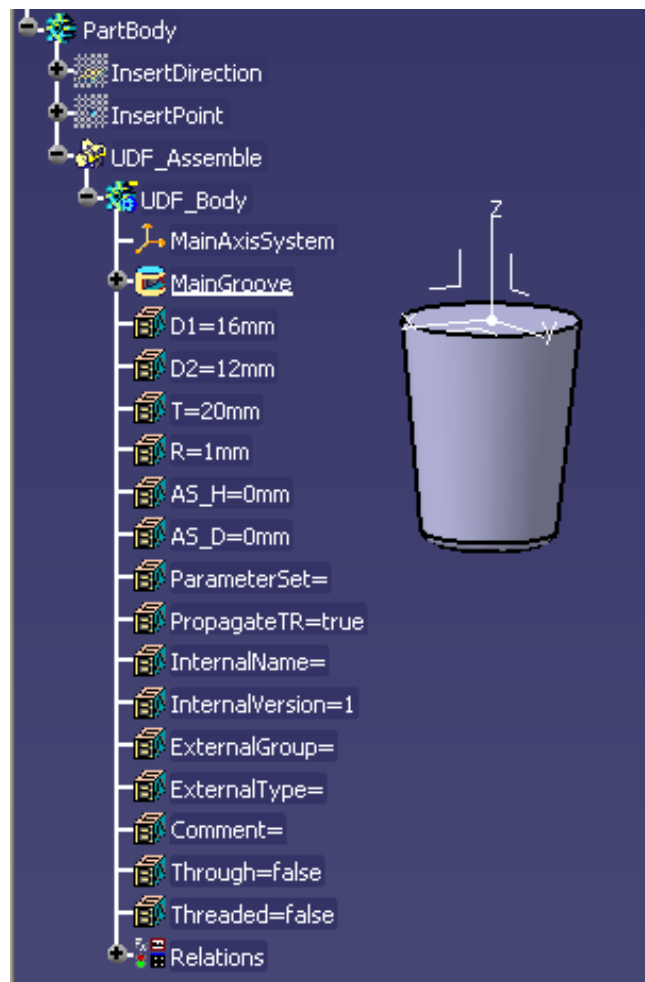 PartBody
InsertDirection
InsertPoint
UDF_Assemble
UDF_Body
MainAxisSystem
MainGroove
D1=16mm
D2=12mm
T=20mm
R=1mm
AS_H=0mm
AS_D=0mm
ParameterSet=
PropagateTR=true
InternalName=
InternalVersion=1
ExternalGroup=
ExternalType=
Comment=
Through=false
Threaded=false
Relations
z
x
y